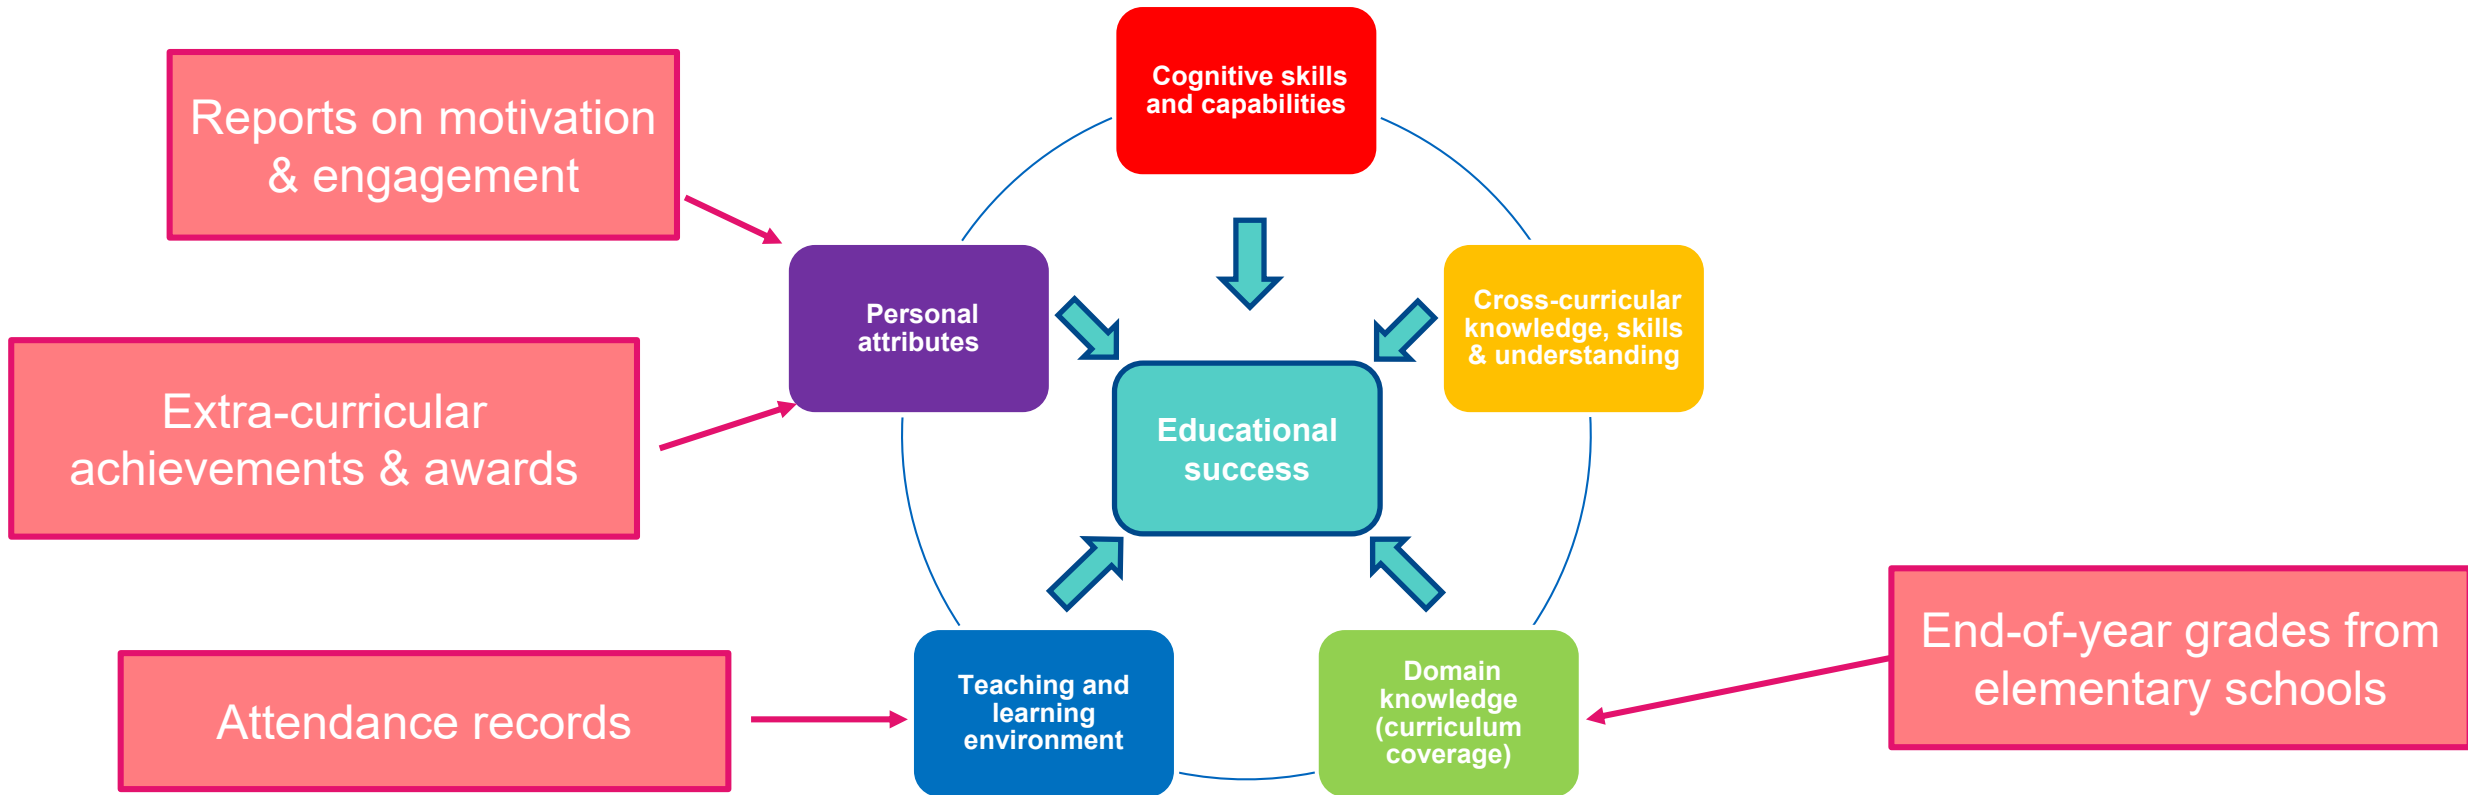 Cognitive skills
and capabilities
Reports on motivation
& engagement
Personal
attributes
Cross-curricular
knowledge, skills
& understanding
Extra-curricular
achievements & awards
Educational
success
Attendance records
Teaching and
learning
environment
Domain
knowledge
(curriculum
coverage)
End-of-year grades from
elementary schools